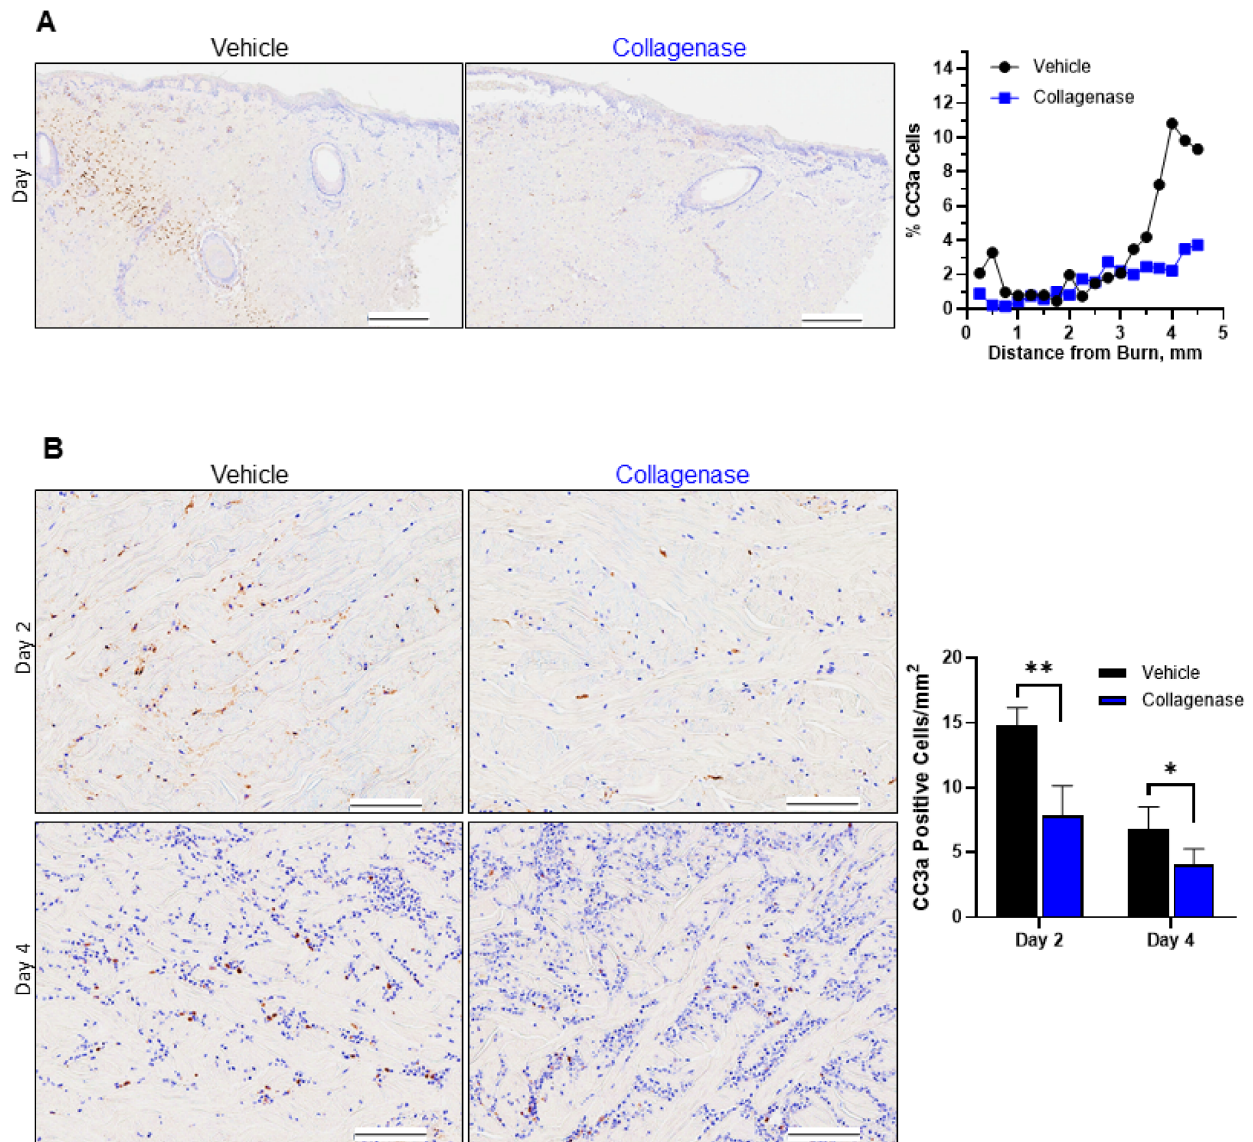 A
Vehicle
Collagenase
Day 1
Vehicle
Collagenase
14
12
10
8
6
4
2
0
% CC3a Cells
0 1 2 3 4 5
Distance from Burn, mm
B
Vehicle
Collagenase
Day 2
Day 4
Vehicle
Collagenase
**
*
20
15
10
5
0
CC3a Positive Cells/mm²
Day 2 Day 4